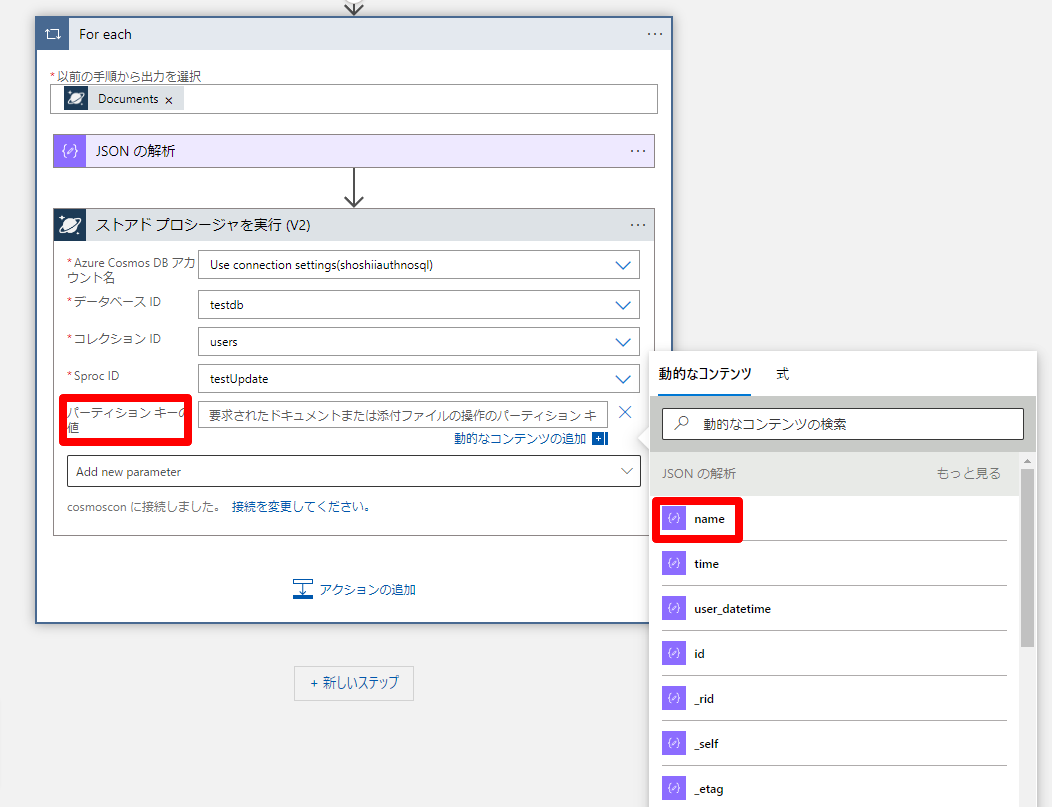 For each
*以前の手順から出力を選択
Documents
JSON の解析
ストアド プロシージャを実行 (V2)
*Azure Cosmos DB アカ
ウント名
Use connection settings(shoshiiauthnosql)
*データベース ID
testdb
*コレクション ID
users
*Sproc ID
testUpdate
パーティション キーの
値
要求されたドキュメントまたは添付ファイルの操作のパーティション キ
動的なコンテンツの追加
Add new parameter
cosmoscon に接続しました。 接続を変更してください。
アクションの追加
+ 新しいステップ
動的なコンテンツ 式
動的なコンテンツの検索
JSON の解析 もっと見る
name
time
user_datetime
id
_rid
_self
_etag